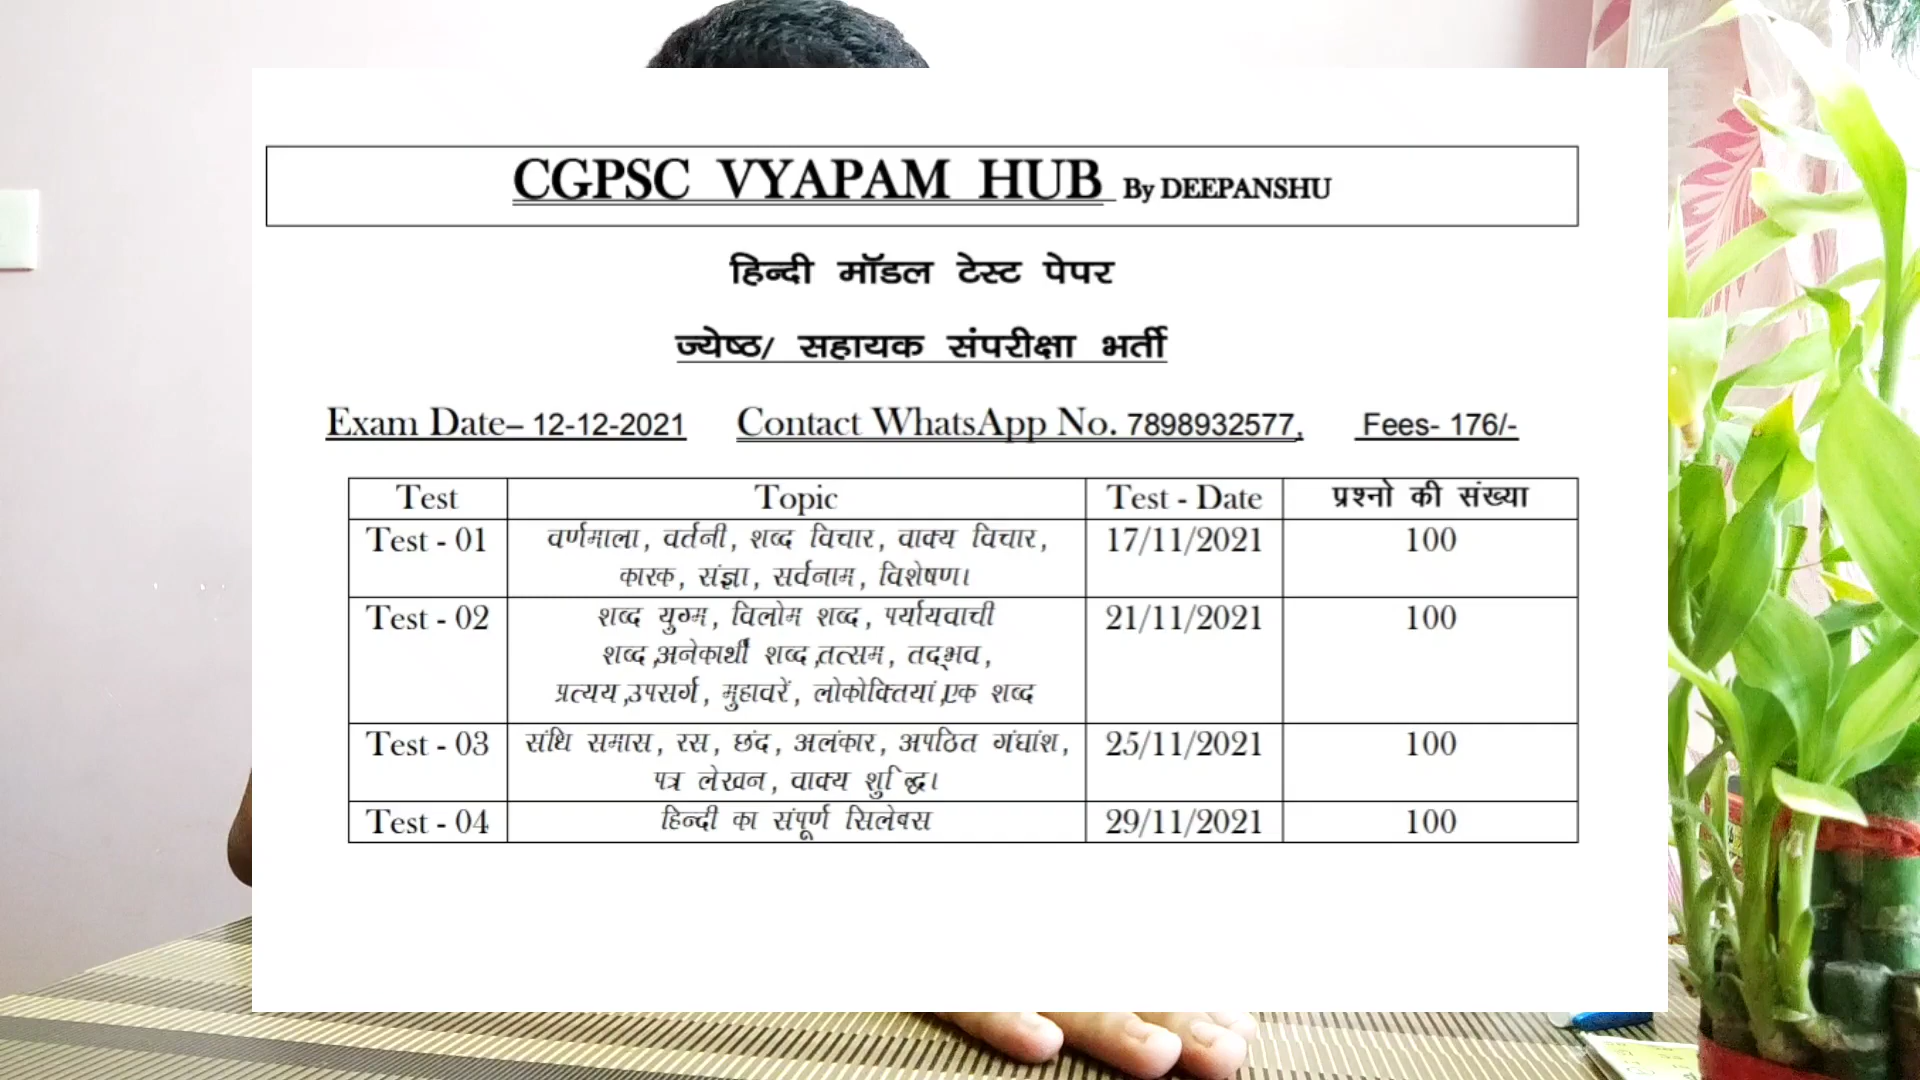 CGPSC VYAPAM HUB By DEEPANSHU
हिन्दी मॉडल टेस्ट पेपर
ज्येष्ठ/ सहायक संपरीक्षा भर्ती
Exam Date– 12-12-2021 Contact WhatsApp No. 7898932577, Fees- 176/-
Test Topic Test - Date प्रश्नो की संख्या
Test - 01 वर्णमाला, वर्तनी, शब्द विचार, वाक्य विचार, 17/11/2021 100
कारक, संज्ञा, सर्वनाम, विशेषण।
Test - 02 शब्द युग्म, विलोम शब्द, पर्यायवाची 21/11/2021 100
शब्द,अनेकार्थी शब्द,तत्सम, तद्भव,
प्रत्यय,उपसर्ग, मुहावरें, लोकोक्तियां,एक शब्द
Test - 03 संधि समास, रस, छंद, अलंकार, अपठित गंघांश, 25/11/2021 100
पत्र लेखन, वाक्य शुद्धि।
Test - 04 हिन्दी का संपूर्ण सिलेबस 29/11/2021 100